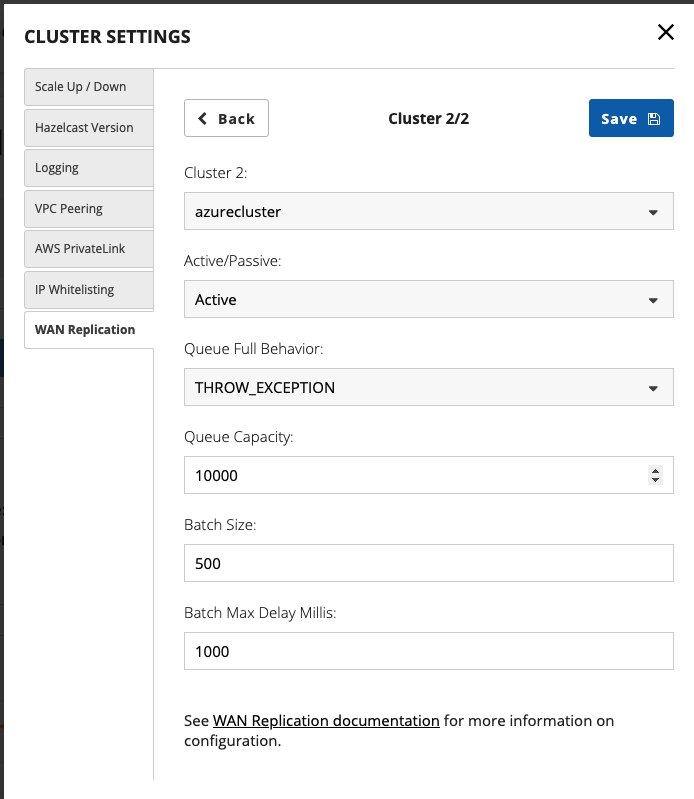 CLUSTER SETTINGS
Scale Up / Down
Hazelcast Version
Logging
VPC Peering
AWS PrivateLink
IP Whitelisting
WAN Replication
Back
Cluster 2/2
Save
Cluster 2:
azurecluster
Active/Passive:
Active
Queue Full Behavior:
THROW_EXCEPTION
Queue Capacity:
10000
Batch Size:
500
Batch Max Delay Millis:
1000
See WAN Replication documentation for more information on
configuration.